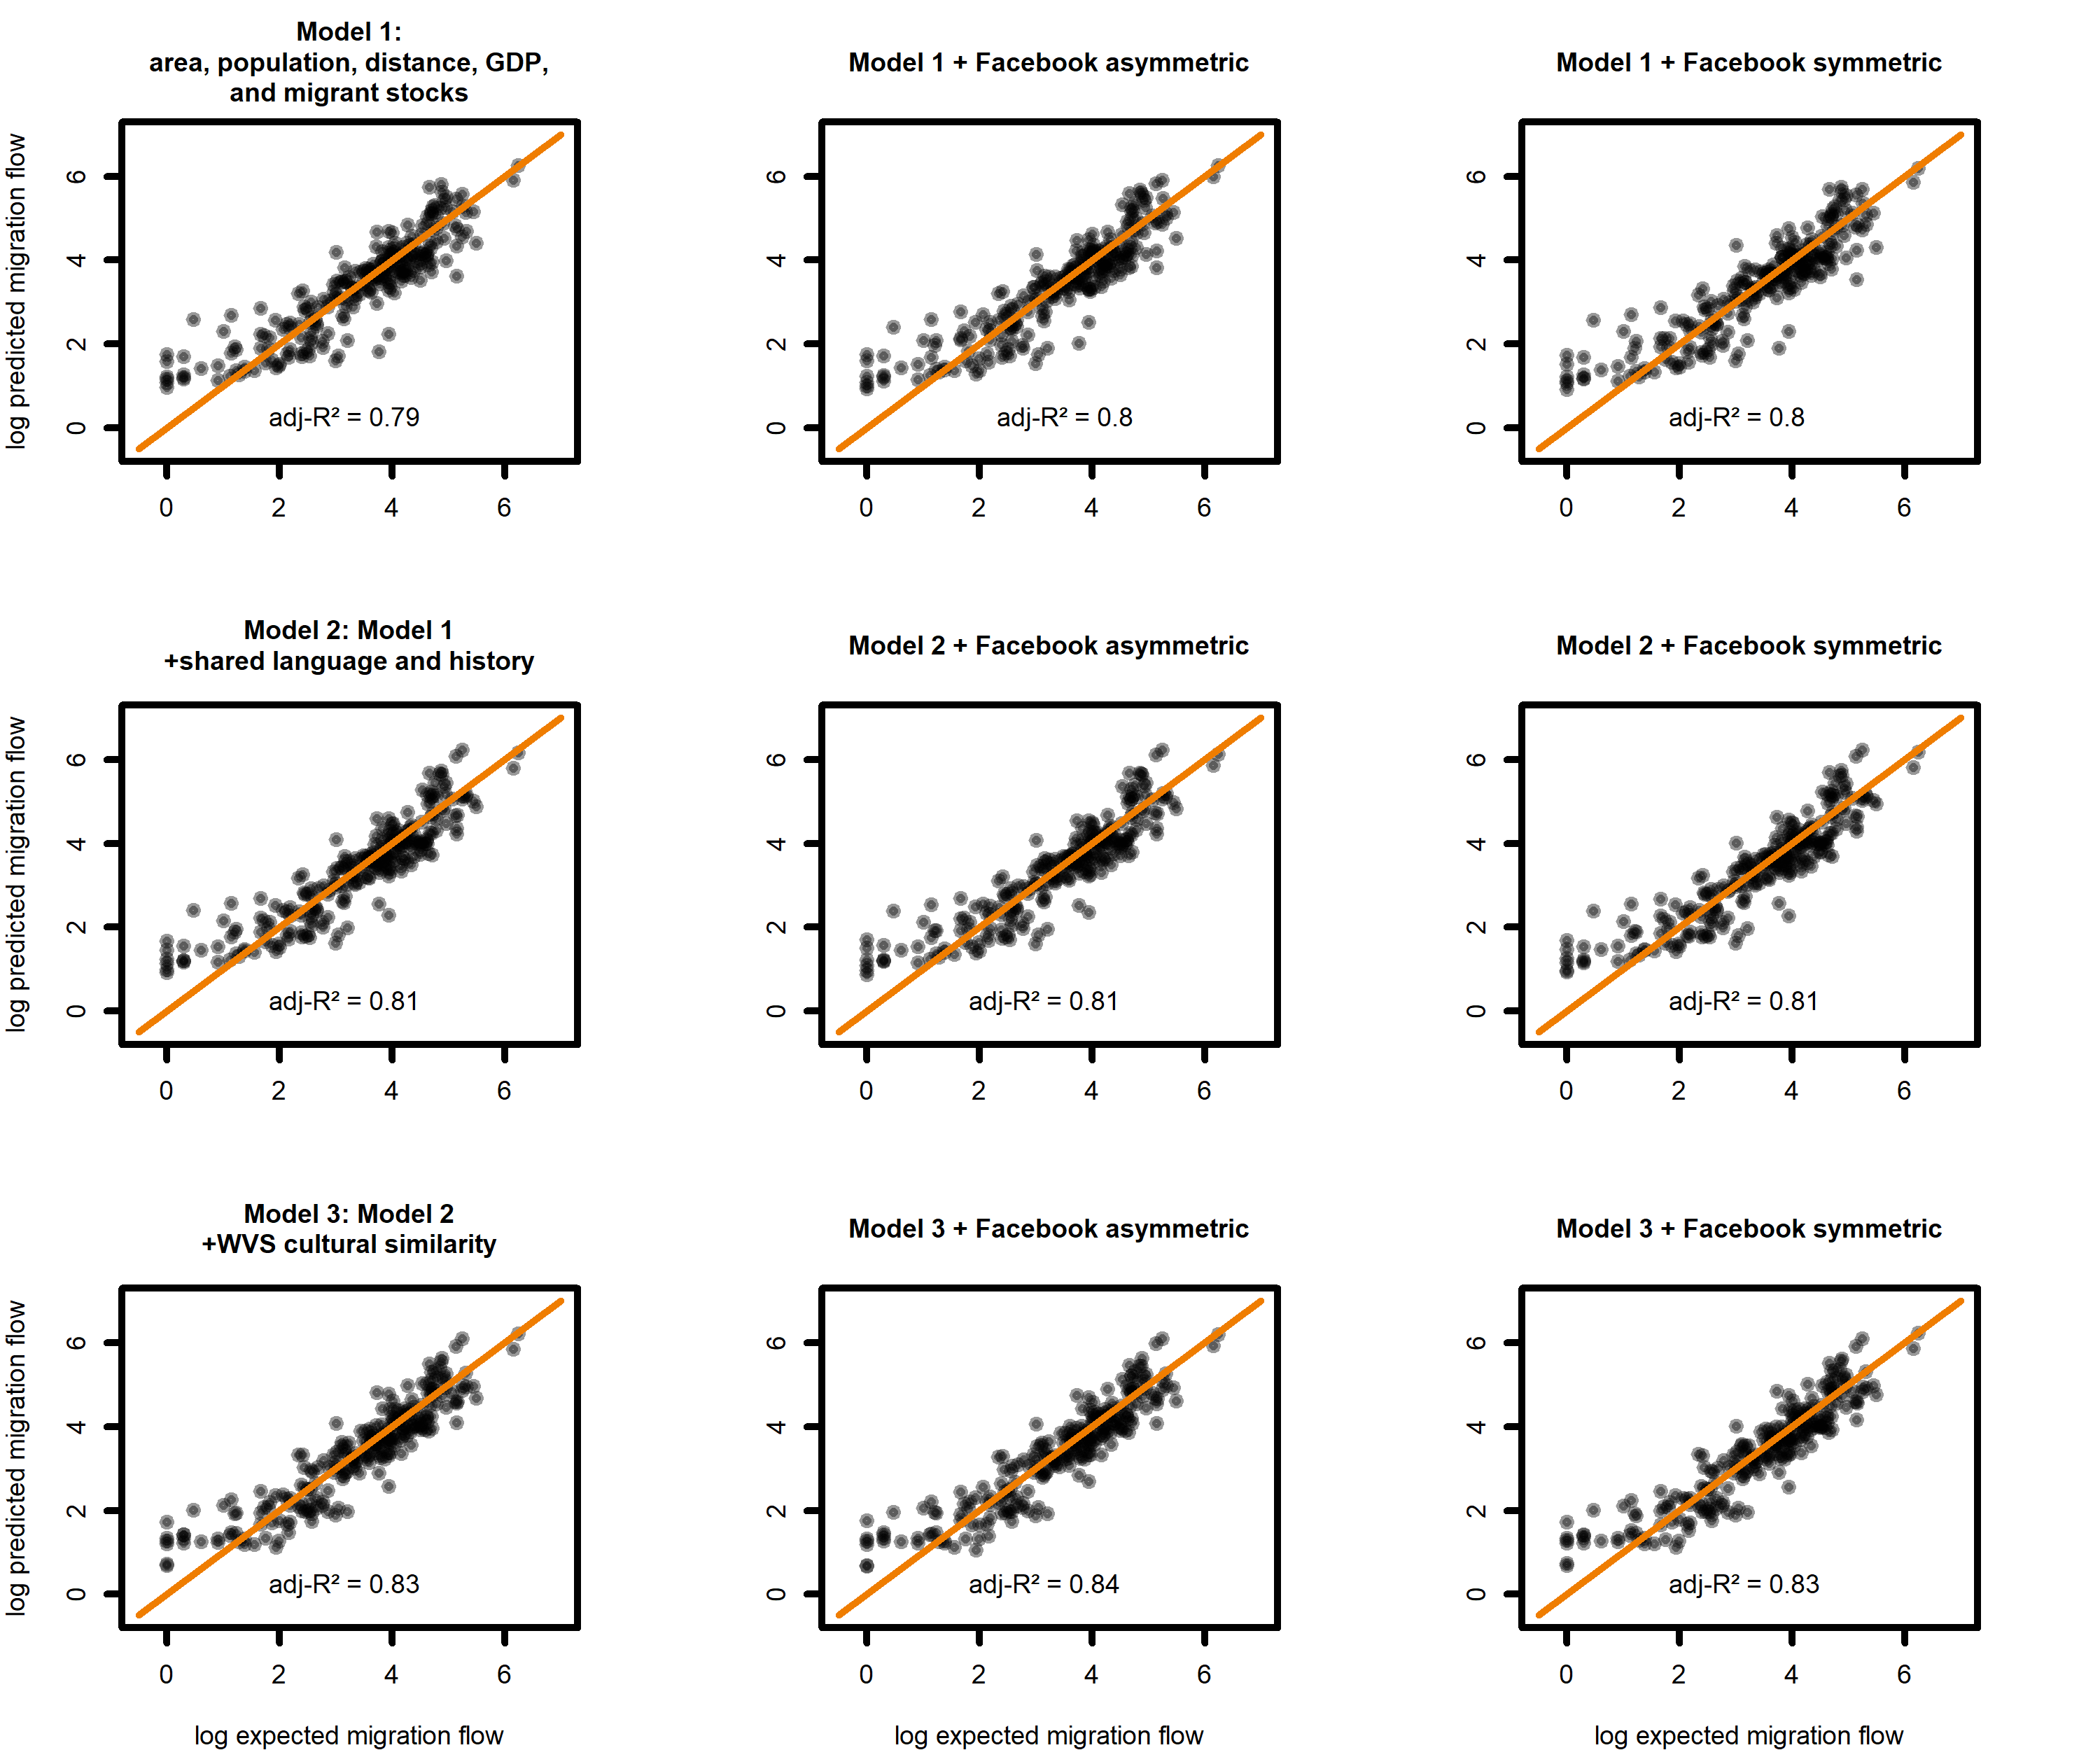 Model 1:
area, population, distance, GDP,
and migrant stocks
Model 1 + Facebook asymmetric
Model 1 + Facebook symmetric
log predicted migration flow
6
4
2
0
adj-R² = 0.79
0 2 4 6
6
4
2
0
adj-R² = 0.8
0 2 4 6
6
4
2
0
adj-R² = 0.8
0 2 4 6
Model 2: Model 1
+shared language and history
Model 2 + Facebook asymmetric
Model 2 + Facebook symmetric
log predicted migration flow
6
4
2
0
adj-R² = 0.81
0 2 4 6
6
4
2
0
adj-R² = 0.81
0 2 4 6
6
4
2
0
adj-R² = 0.81
0 2 4 6
Model 3: Model 2
+WVS cultural similarity
Model 3 + Facebook asymmetric
Model 3 + Facebook symmetric
log predicted migration flow
6
4
2
0
adj-R² = 0.83
0 2 4 6
log expected migration flow
6
4
2
0
adj-R² = 0.84
0 2 4 6
log expected migration flow
6
4
2
0
adj-R² = 0.83
0 2 4 6
log expected migration flow